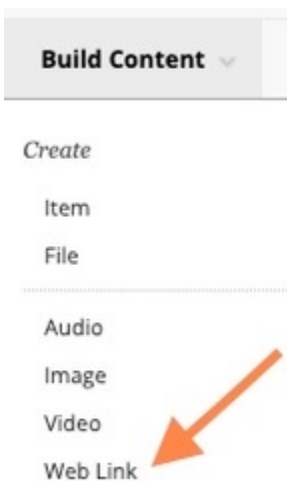 Build Content
Create
Item
File
Audio
Image
Video
Web Link